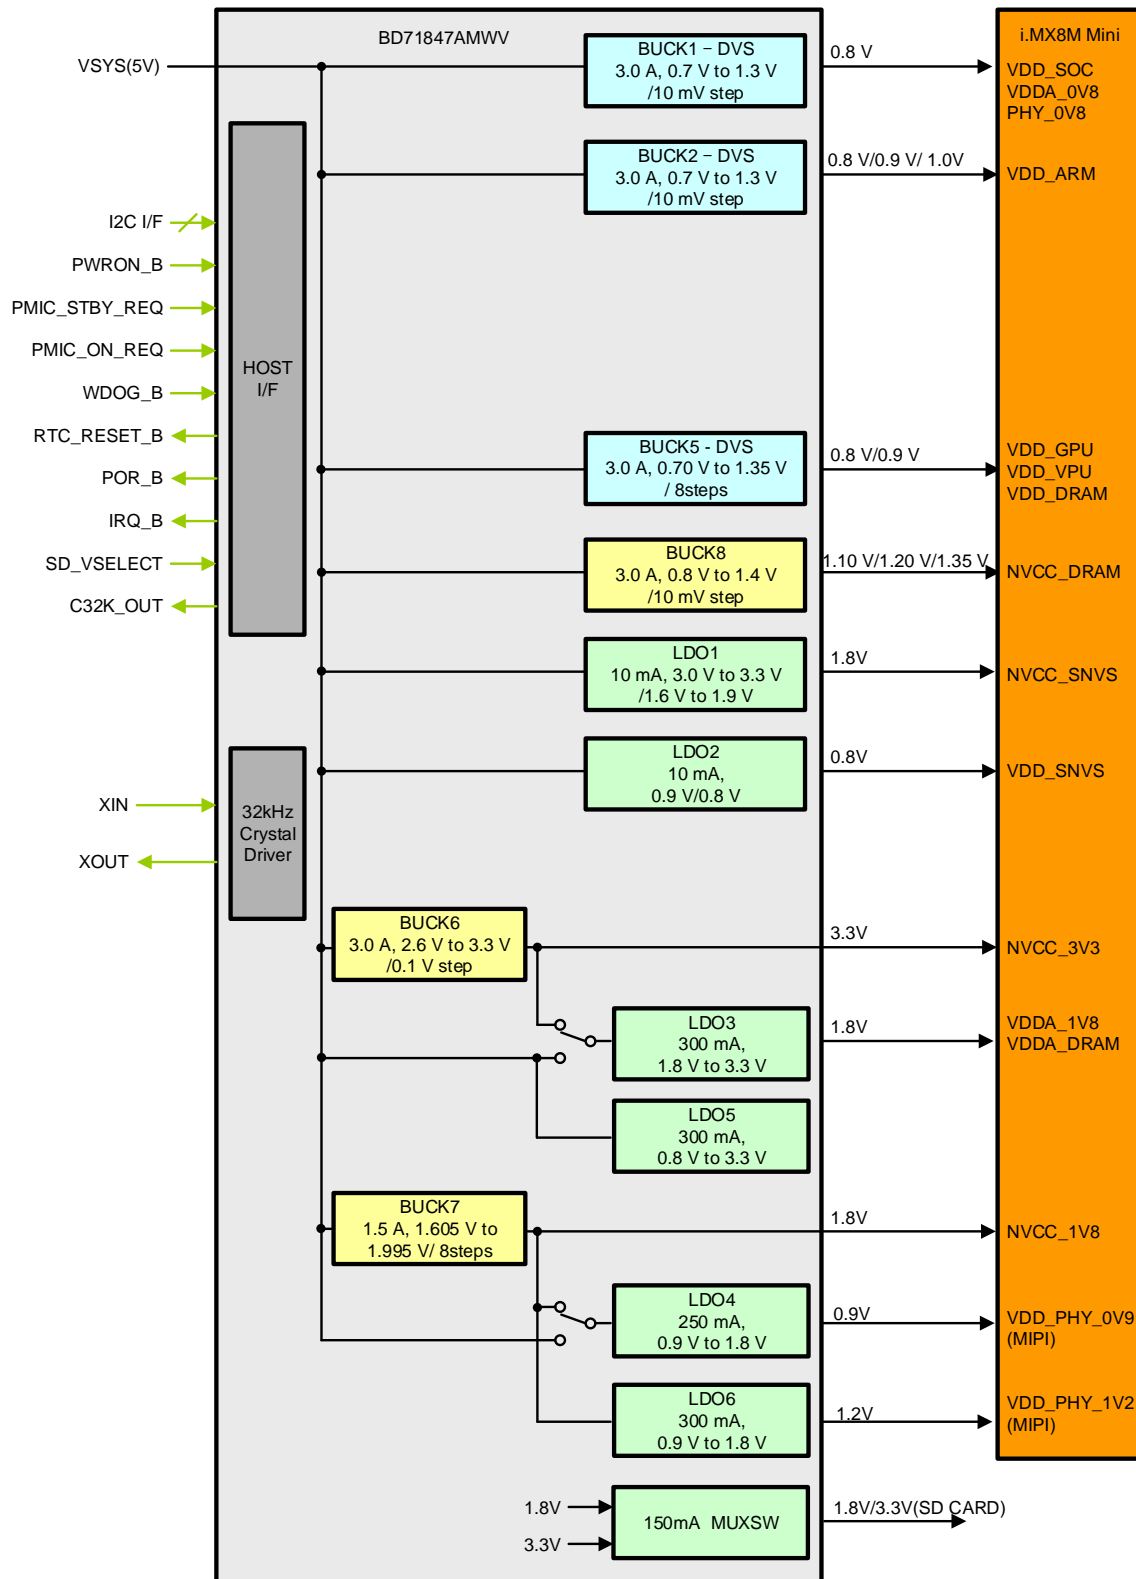 BD71847AMWV
i.MX8M Mini
VSYS(5V)
BUCK1 – DVS
3.0 A, 0.7 V to 1.3 V
/10 mV step
0.8 V
VDD_SOC
VDDA_0V8
PHY_0V8
BUCK2 – DVS
3.0 A, 0.7 V to 1.3 V
/10 mV step
0.8 V/0.9 V/ 1.0V
VDD_ARM
I2C I/F
PWRON_B
PMIC_STBY_REQ
PMIC_ON_REQ
WDOG_B
RTC_RESET_B
POR_B
IRQ_B
SD_VSELECT
C32K_OUT
HOST
I/F
BUCK5 - DVS
3.0 A, 0.70 V to 1.35 V
/ 8steps
0.8 V/0.9 V
VDD_GPU
VDD_VPU
VDD_DRAM
BUCK8
3.0 A, 0.8 V to 1.4 V
/10 mV step
1.10 V/1.20 V/1.35 V
NVCC_DRAM
LDO1
10 mA, 3.0 V to 3.3 V
/1.6 V to 1.9 V
1.8V
NVCC_SNVS
LDO2
10 mA,
0.9 V/0.8 V
0.8V
VDD_SNVS
XIN
XOUT
32kHz
Crystal
Driver
BUCK6
3.0 A, 2.6 V to 3.3 V
/0.1 V step
3.3V
NVCC_3V3
LDO3
300 mA,
1.8 V to 3.3 V
1.8V
VDDA_1V8
VDDA_DRAM
LDO5
300 mA,
0.8 V to 3.3 V
BUCK7
1.5 A, 1.605 V to
1.995 V/ 8steps
1.8V
NVCC_1V8
LDO4
250 mA,
0.9 V to 1.8 V
0.9V
VDD_PHY_0V9
(MIPI)
LDO6
300 mA,
0.9 V to 1.8 V
1.2V
VDD_PHY_1V2
(MIPI)
1.8V
3.3V
150mA MUXSW
1.8V/3.3V(SD CARD)